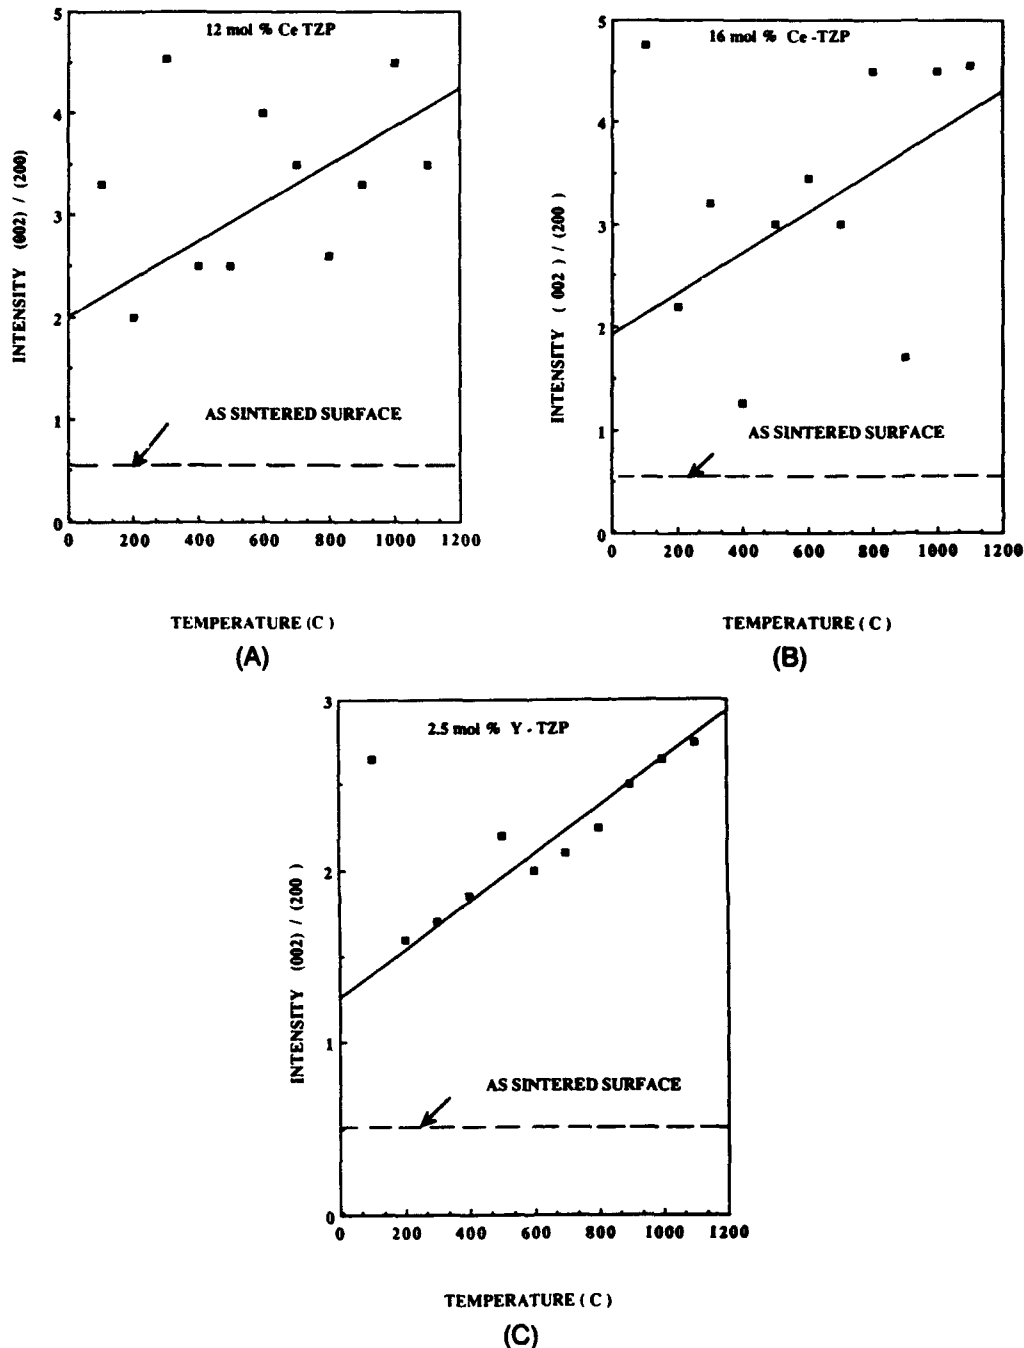 12 mol % Ce TZP
5
4
3
2
1
0
INTENSITY (002) / (200)
AS SINTERED SURFACE
0 200 400 600 800 1000 1200
TEMPERATURE (C )
(A)
16 mol % Ce -TZP
5
4
3
2
1
0
INTENSITY ( 002 ) / (200 )
AS SINTERED SURFACE
0 200 400 600 800 1000 1200
TEMPERATURE ( C )
(B)
2.5 mol % Y - TZP
3
2
1
0
INTENSITY (002) / (200 )
AS SINTERED SURFACE
0 200 400 600 800 1000 1200
TEMPERATURE ( C )
(C)